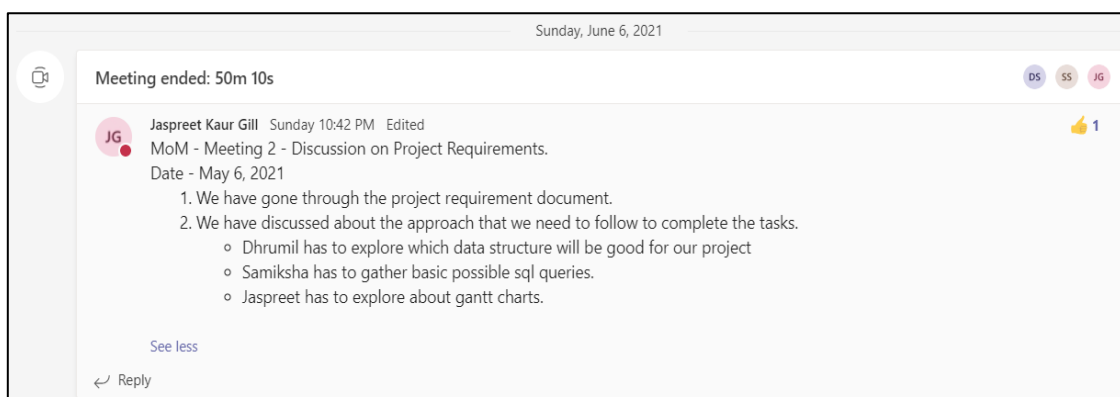 Sunday, June 6, 2021
Meeting ended: 50m 10s
DS SS JG
JG
Jaspreet Kaur Gill Sunday 10:42 PM Edited
1
MoM - Meeting 2 - Discussion on Project Requirements.
Date - May 6, 2021
1. We have gone through the project requirement document.
2. We have discussed about the approach that we need to follow to complete the tasks.
Dhrumil has to explore which data structure will be good for our project
Samiksha has to gather basic possible sql queries.
Jaspreet has to explore about gantt charts.
See less
Reply